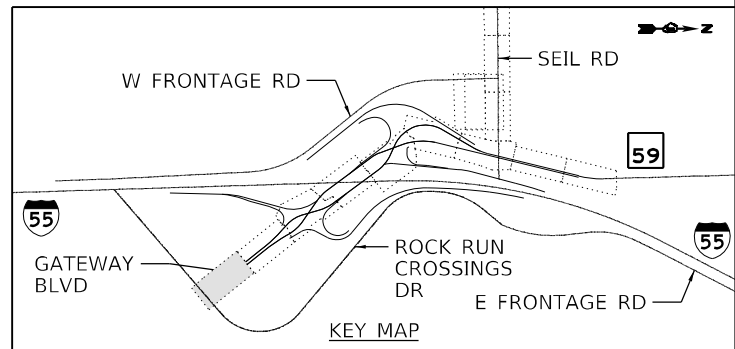 N
SEIL RD
W FRONTAGE RD
59
55
GATEWAY
BLVD
ROCK RUN
CROSSINGS
DR
55
E FRONTAGE RD
KEY MAP